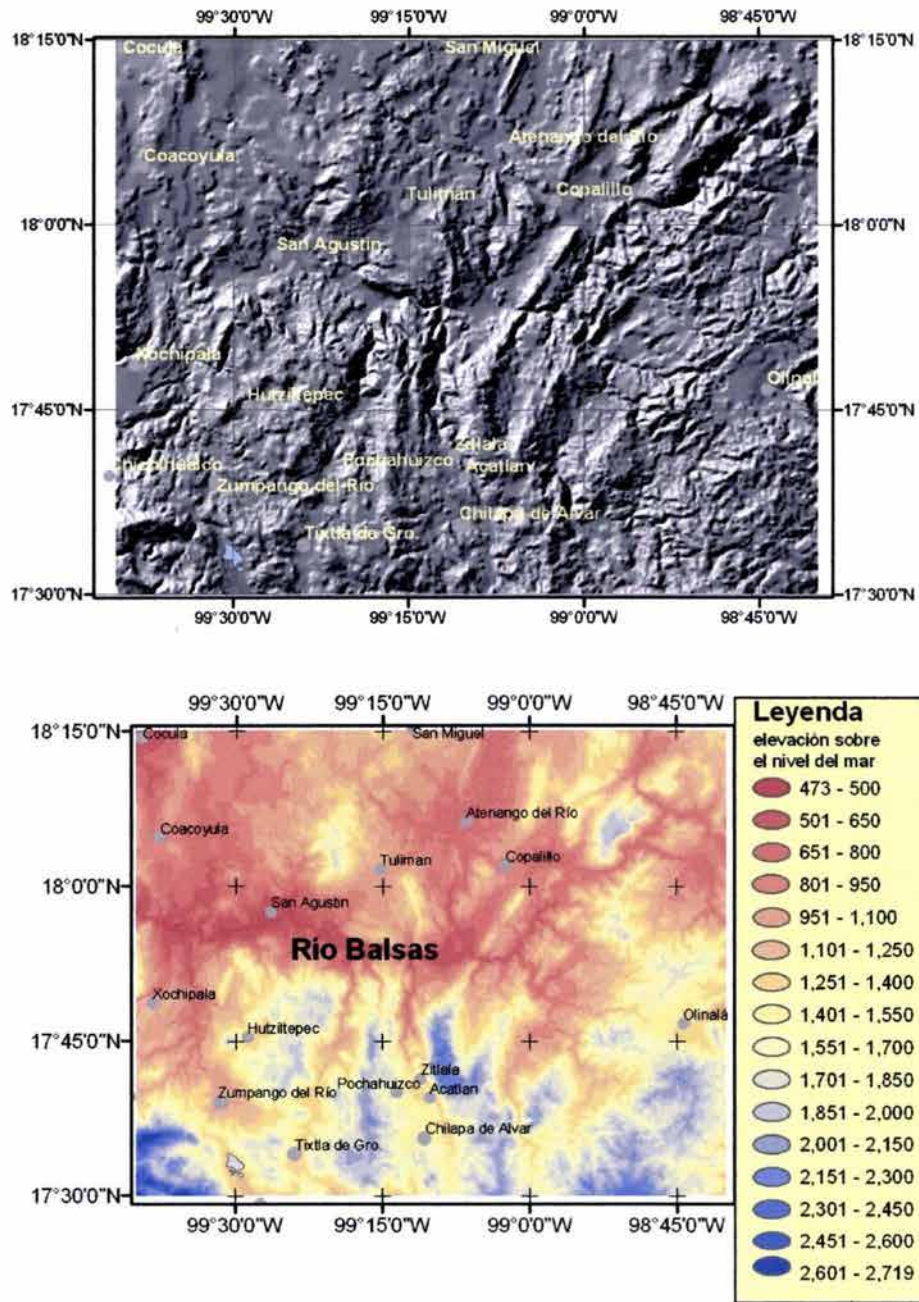 99°30'0"W 99°15'0"W 99°00'0"W 98°45'0"W
18°15'0"N Cocula San Miguel 18°15'0"N
Atenango del Río
Coacoyula
Tuliman Copalillo
18°0'0"N 18°0'0"N
San Agustin
Xochipala
Olinalá
Hutziltepec
17°45'0"N 17°45'0"N
Zitlala
Pochahuizco
Acatlan
Chichihualco
Zumpango del Río
Chilapa de Alvar
Tixtla de Gro.
17°30'0"N 17°30'0"N
99°30'0"W 99°15'0"W 99°00'0"W 98°45'0"W
99°30'0"W 99°15'0"W 99°00'0"W 98°45'0"W
18°15'0"N Cocula San Miguel
Atenango del Río
Coacoyula
Tuliman Copalillo
18°0'0"N
San Agustin
Río Balsas
Xochipala
Hutziltepec Olinalá
17°45'0"N
Zitlala
Pochahuizco
Zumpango del Río Acatlan
Chilapa de Alvar
Tixtla de Gro.
17°30'0"N
99°30'0"W 99°15'0"W 99°00'0"W 98°45'0"W
Leyenda
elevación sobre
el nivel del mar
473 - 500
501 - 650
651 - 800
801 - 950
951 - 1,100
1,101 - 1,250
1,251 - 1,400
1,401 - 1,550
1,551 - 1,700
1,701 - 1,850
1,851 - 2,000
2,001 - 2,150
2,151 - 2,300
2,301 - 2,450
2,451 - 2,600
2,601 - 2,719